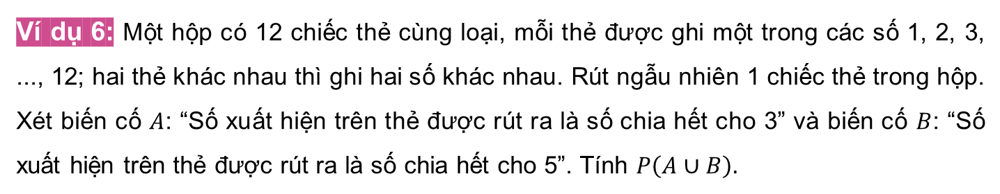 Ví dụ 6: Một hộp có 12 chiếc thẻ cùng loại, mỗi thẻ được ghi một trong các số 1, 2, 3,
..., 12; hai thẻ khác nhau thì ghi hai số khác nhau. Rút ngẫu nhiên 1 chiếc thẻ trong hộp.
Xét biến cố A: “Số xuất hiện trên thẻ được rút ra là số chia hết cho 3” và biến cố B: “Số
xuất hiện trên thẻ được rút ra là số chia hết cho 5”. Tính P(A ∪ B).